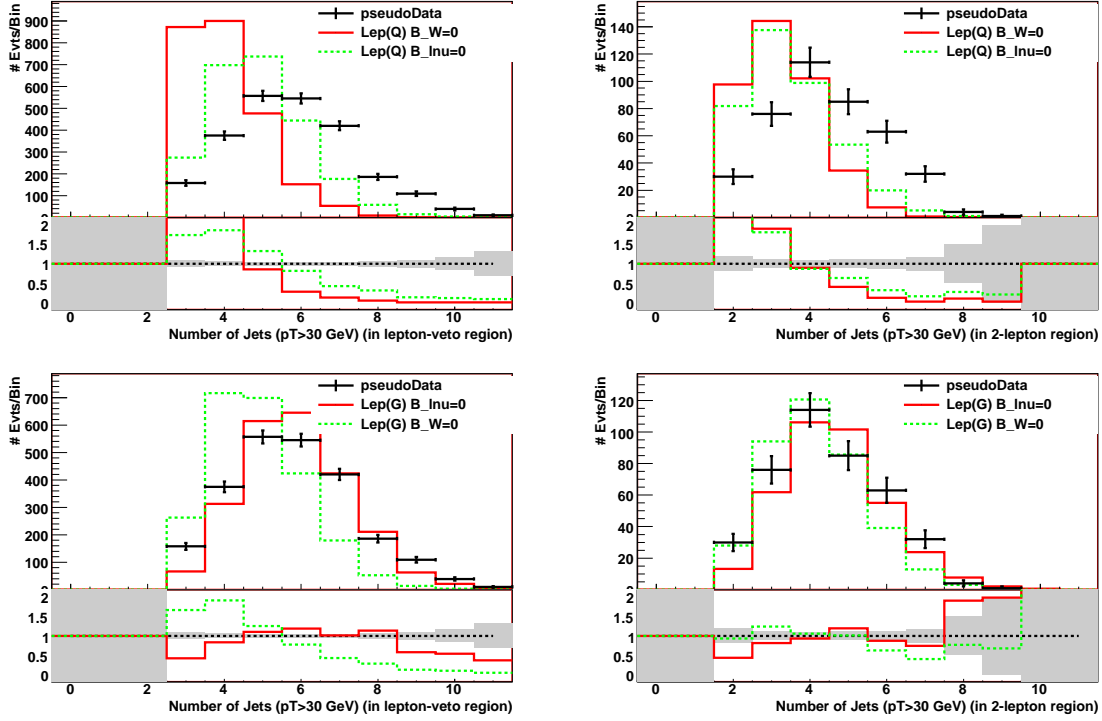 # Evts/Bin
900
800
700
600
500
400
300
200
100
0
pseudoData
Lep(Q) B_W=0
Lep(Q) B_lnu=0
2
1.5
1
0.5
0
0 2 4 6 8 10
Number of Jets (pT>30 GeV) (in lepton-veto region)
# Evts/Bin
140
120
100
80
60
40
20
0
pseudoData
Lep(Q) B_W=0
Lep(Q) B_lnu=0
2
1.5
1
0.5
0
0 2 4 6 8 10
Number of Jets (pT>30 GeV) (in 2-lepton region)
# Evts/Bin
700
600
500
400
300
200
100
pseudoData
Lep(G) B_lnu=0
Lep(G) B_W=0
2
1.5
1
0.5
0
0 2 4 6 8 10
Number of Jets (pT>30 GeV) (in lepton-veto region)
# Evts/Bin
120
100
80
60
40
20
pseudoData
Lep(G) B_lnu=0
Lep(G) B_W=0
2
1.5
1
0.5
0
0 2 4 6 8 10
Number of Jets (pT>30 GeV) (in 2-lepton region)